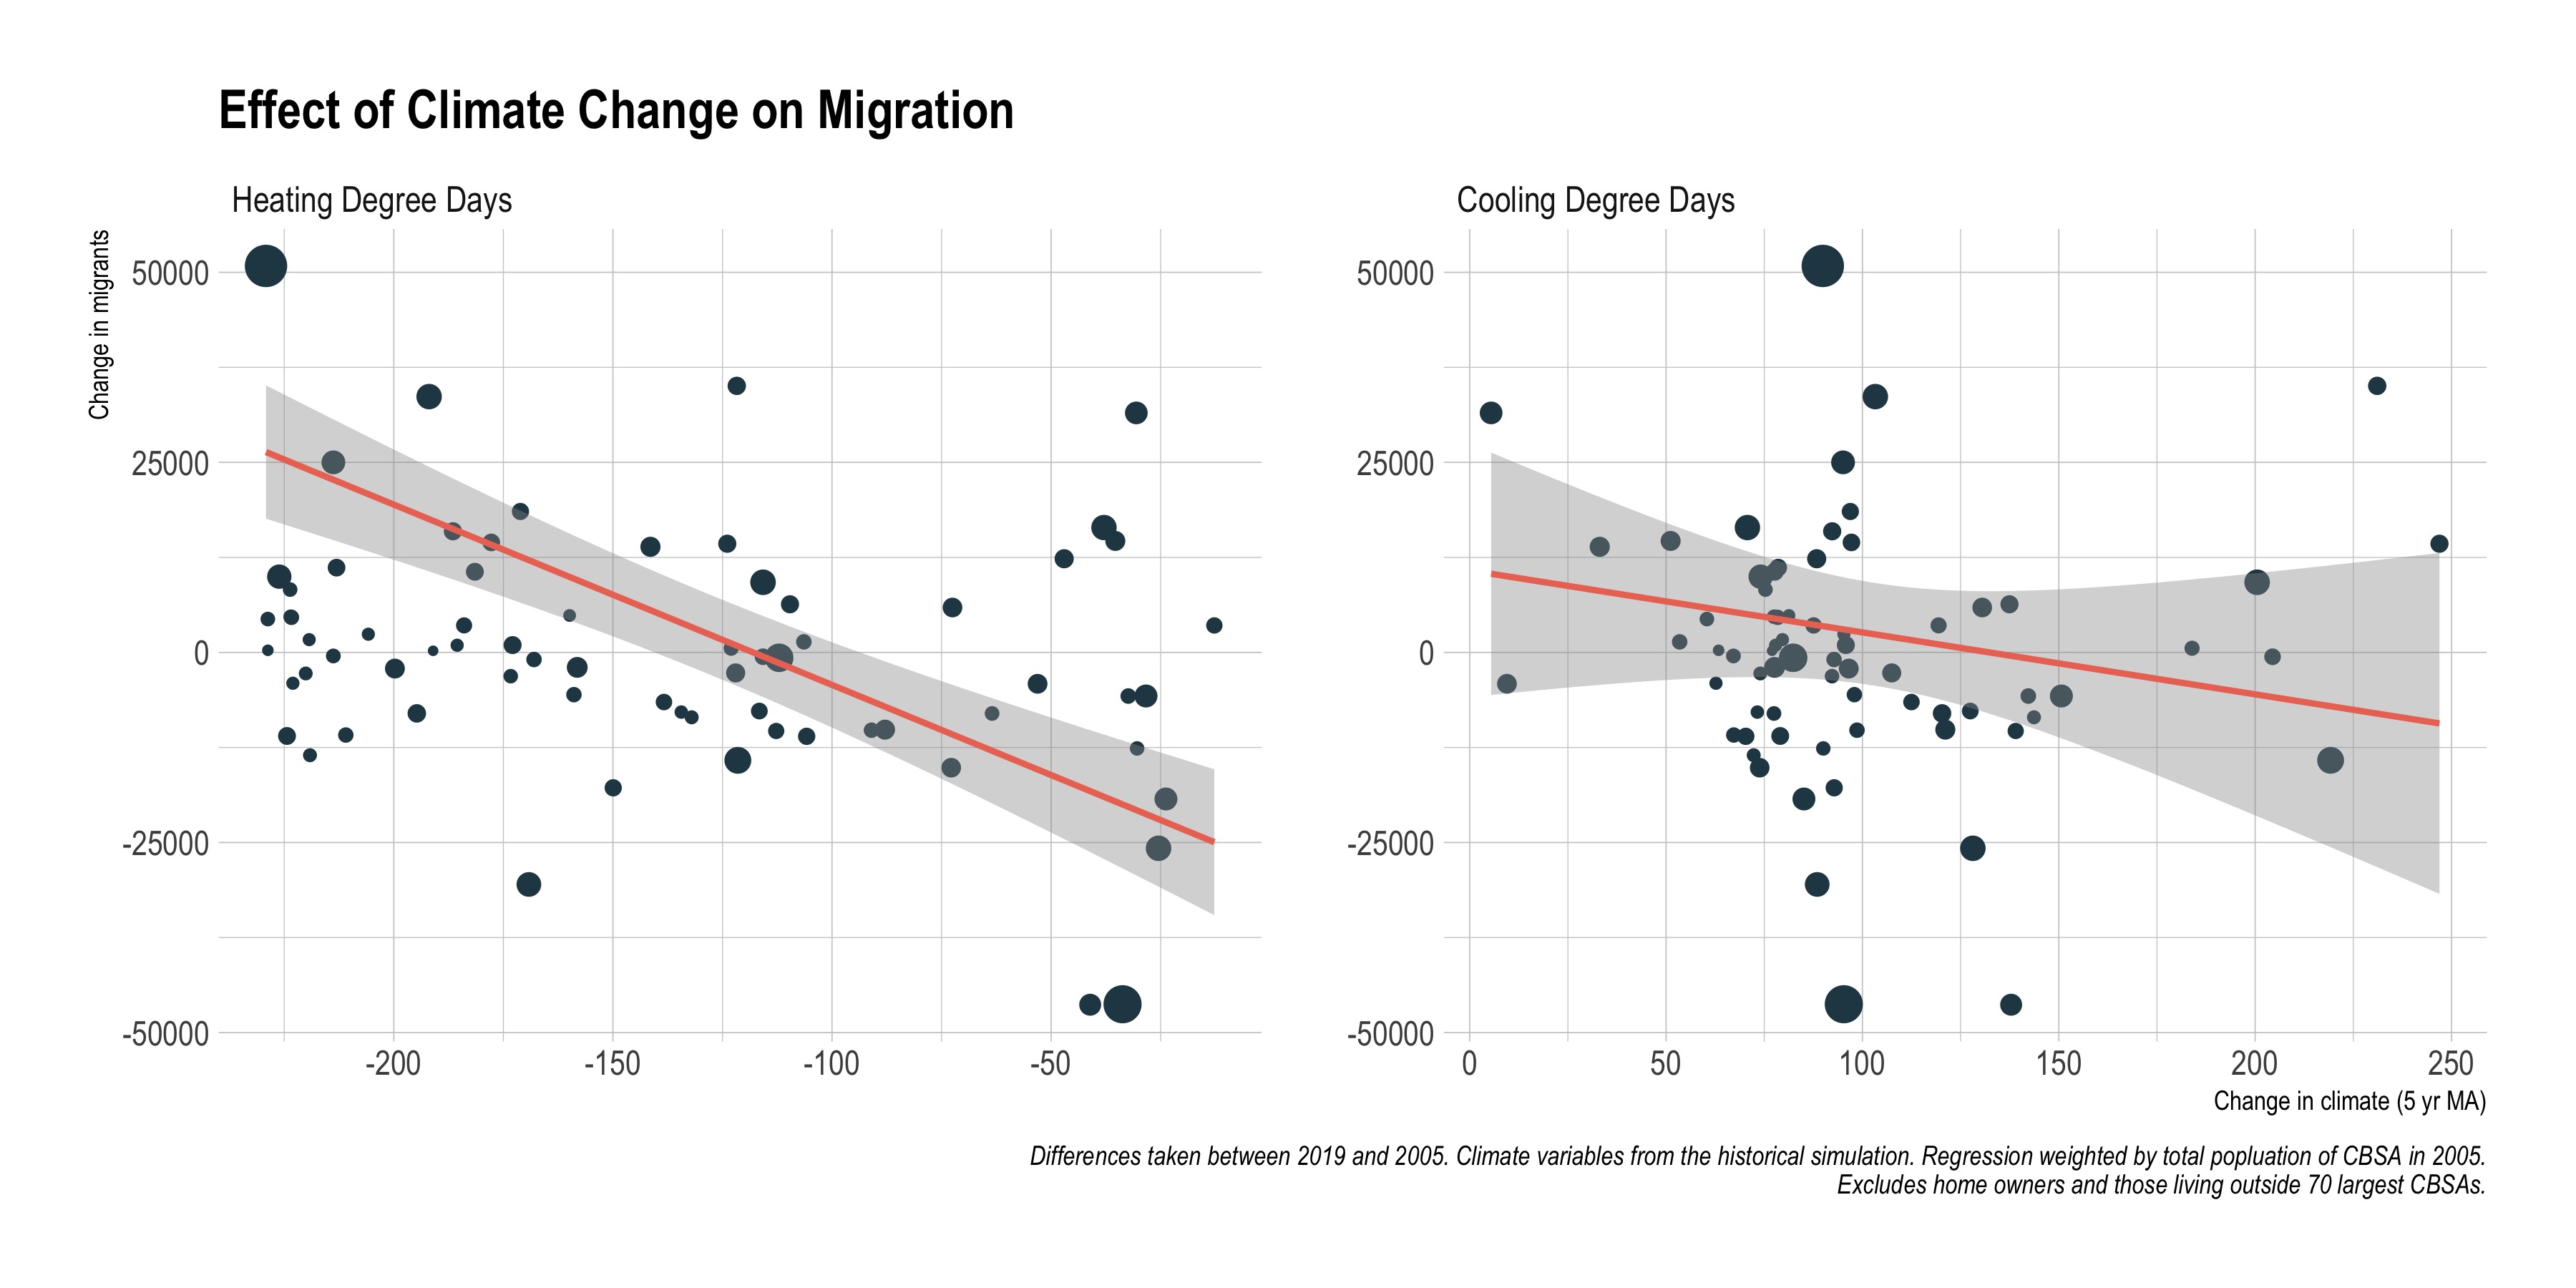 Effect of Climate Change on Migration
Heating Degree Days
Cooling Degree Days
Change in migrants
50000
25000
0
-25000
-50000
-200
-150
-100
-50
50000
25000
0
-25000
-50000
0
50
100
150
200
250
Change in climate (5 yr MA)
Differences taken between 2019 and 2005. Climate variables from the historical simulation. Regression weighted by total popluation of CBSA in 2005.
Excludes home owners and those living outside 70 largest CBSAs.